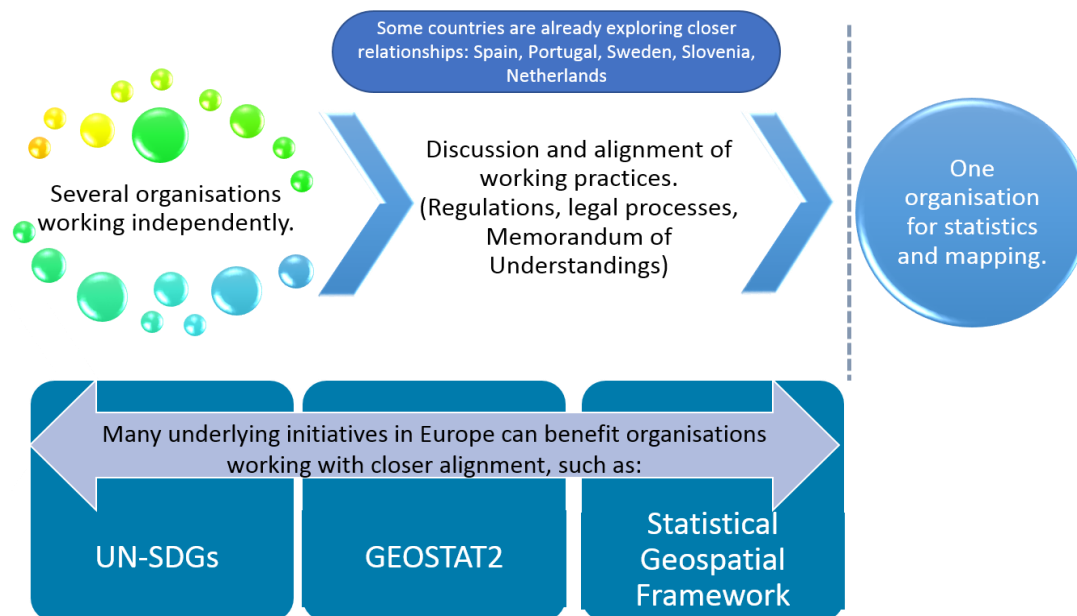 Some countries are already exploring closer
relationships: Spain, Portugal, Sweden, Slovenia,
Netherlands
Several organisations
working independently.
Discussion and alignment of
working practices.
(Regulations, legal processes,
Memorandum of
Understandings)
One
organisation
for statistics
and mapping.
Many underlying initiatives in Europe can benefit organisations
working with closer alignment, such as:
UN-SDGs
GEOSTAT2
Statistical
Geospatial
Framework